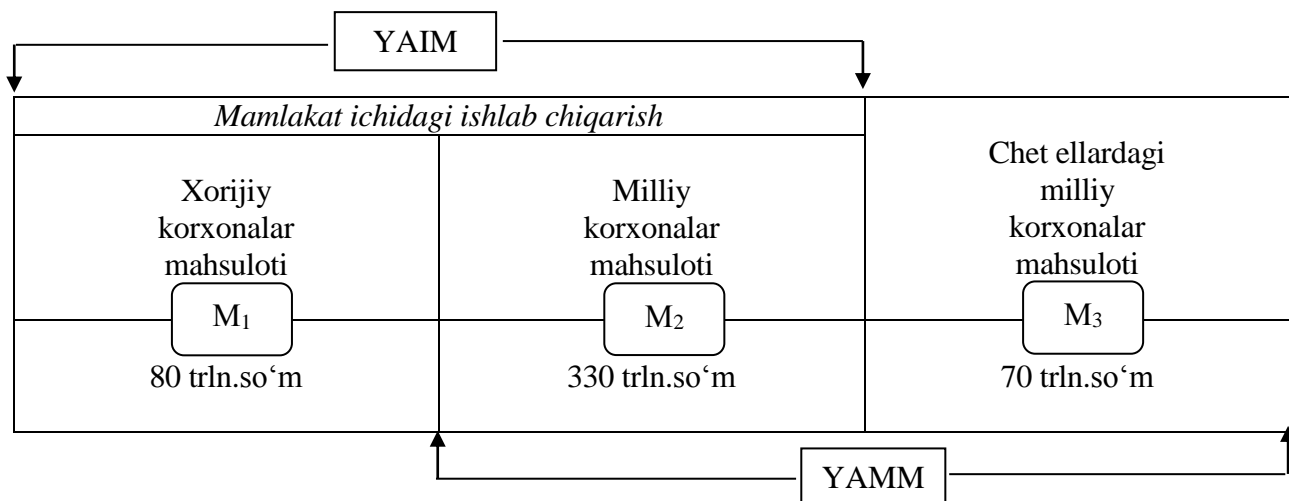 YAIM
Mamlakat ichidagi ishlab chiqarish
Xorijiy
korxonalar
mahsuloti
M₁
80 trln.so‘m
Milliy
korxonalar
mahsuloti
M₂
330 trln.so‘m
Chet ellardagi
milliy
korxonalar
mahsuloti
M₃
70 trln.so‘m
YAMM